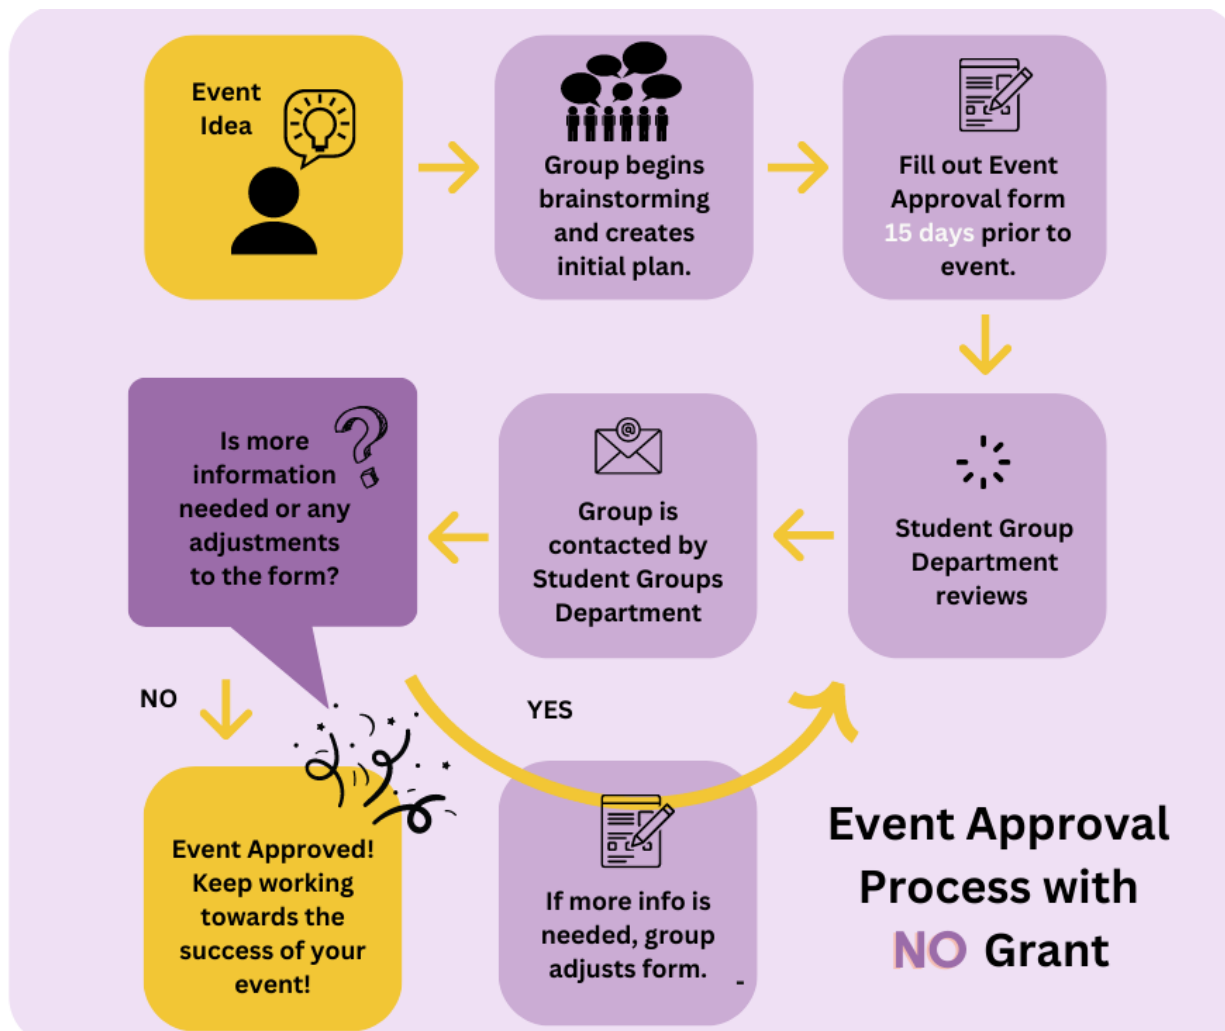 Event
Idea
Group begins
brainstorming
and creates
initial plan.
Fill out Event
Approval form
15 days prior to
event.
Student Group
Department
reviews
@
Group is
contacted by
Student Groups
Department
?
Is more
information
needed or any
adjustments
to the form?
NO
YES
Event Approved!
Keep working
towards the
success of your
event!
If more info is
needed, group
adjusts form.
-
Event Approval
Process with
NO Grant